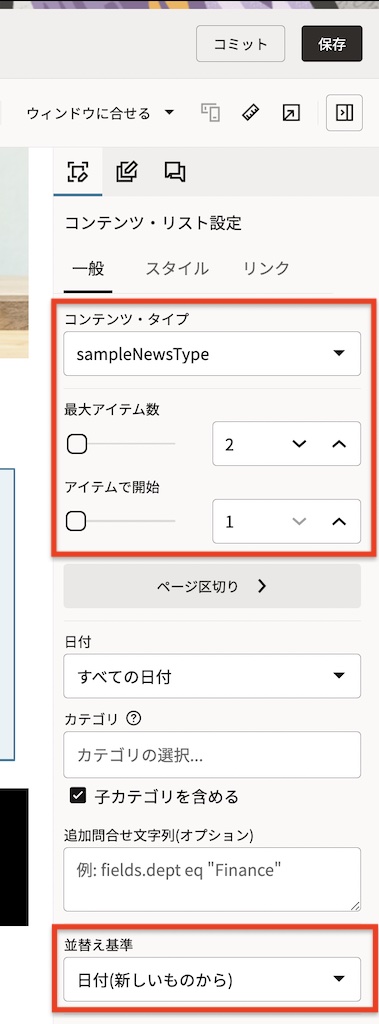 コミット
保存
ウィンドウに合せる
コンテンツ・リスト設定
一般 スタイル リンク
コンテンツ・タイプ
sampleNewsType
最大アイテム数
2
アイテムで開始
1
ページ区切り
日付
すべての日付
カテゴリ
カテゴリの選択...
子カテゴリを含める
追加問合せ文字列(オプション)
例: fields.dept eq "Finance"
並替え基準
日付(新しいものから)